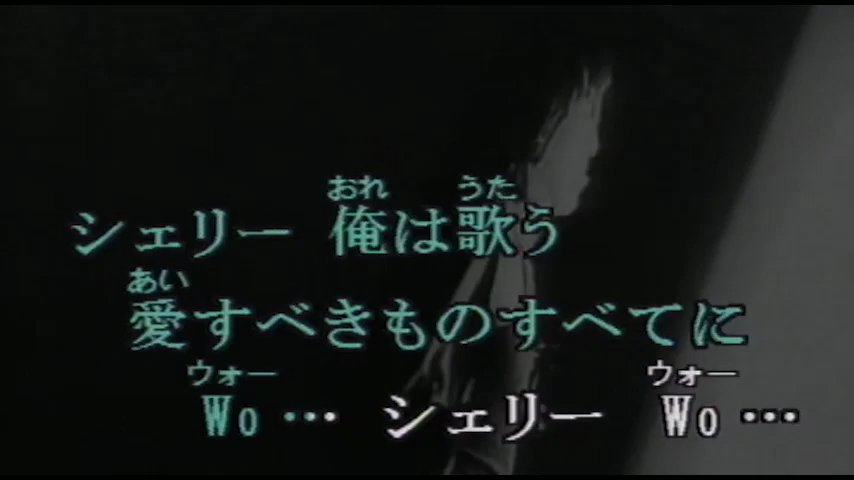 おれ うた
シェリー 俺は歌う
あい
愛すべきものすべてに
ウォー ウォー
Wo … シェリー Wo …